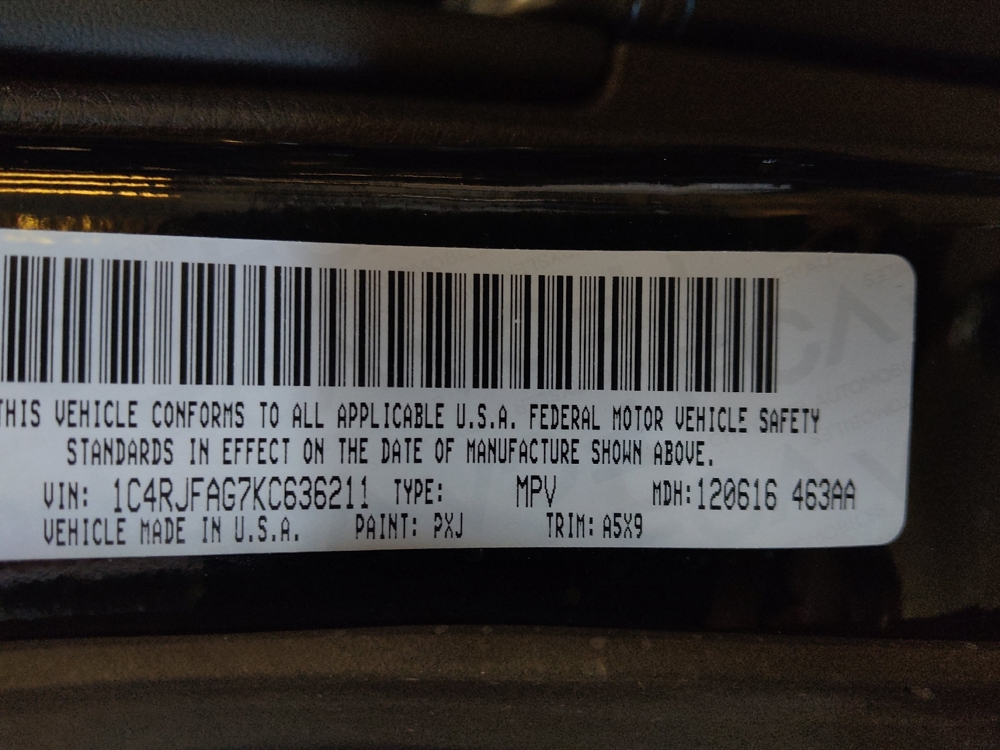 THIS VEHICLE CONFORMS TO ALL APPLICABLE U.S.A. FEDERAL MOTOR VEHICLE SAFETY
STANDARDS IN EFFECT ON THE DATE OF MANUFACTURE SHOWN ABOVE.
VIN: 1C4RJFAG7KC636211 TYPE: MPV MDH: 120616 463AA
VEHICLE MADE IN U.S.A. PAINT: PXJ TRIM: A5X9